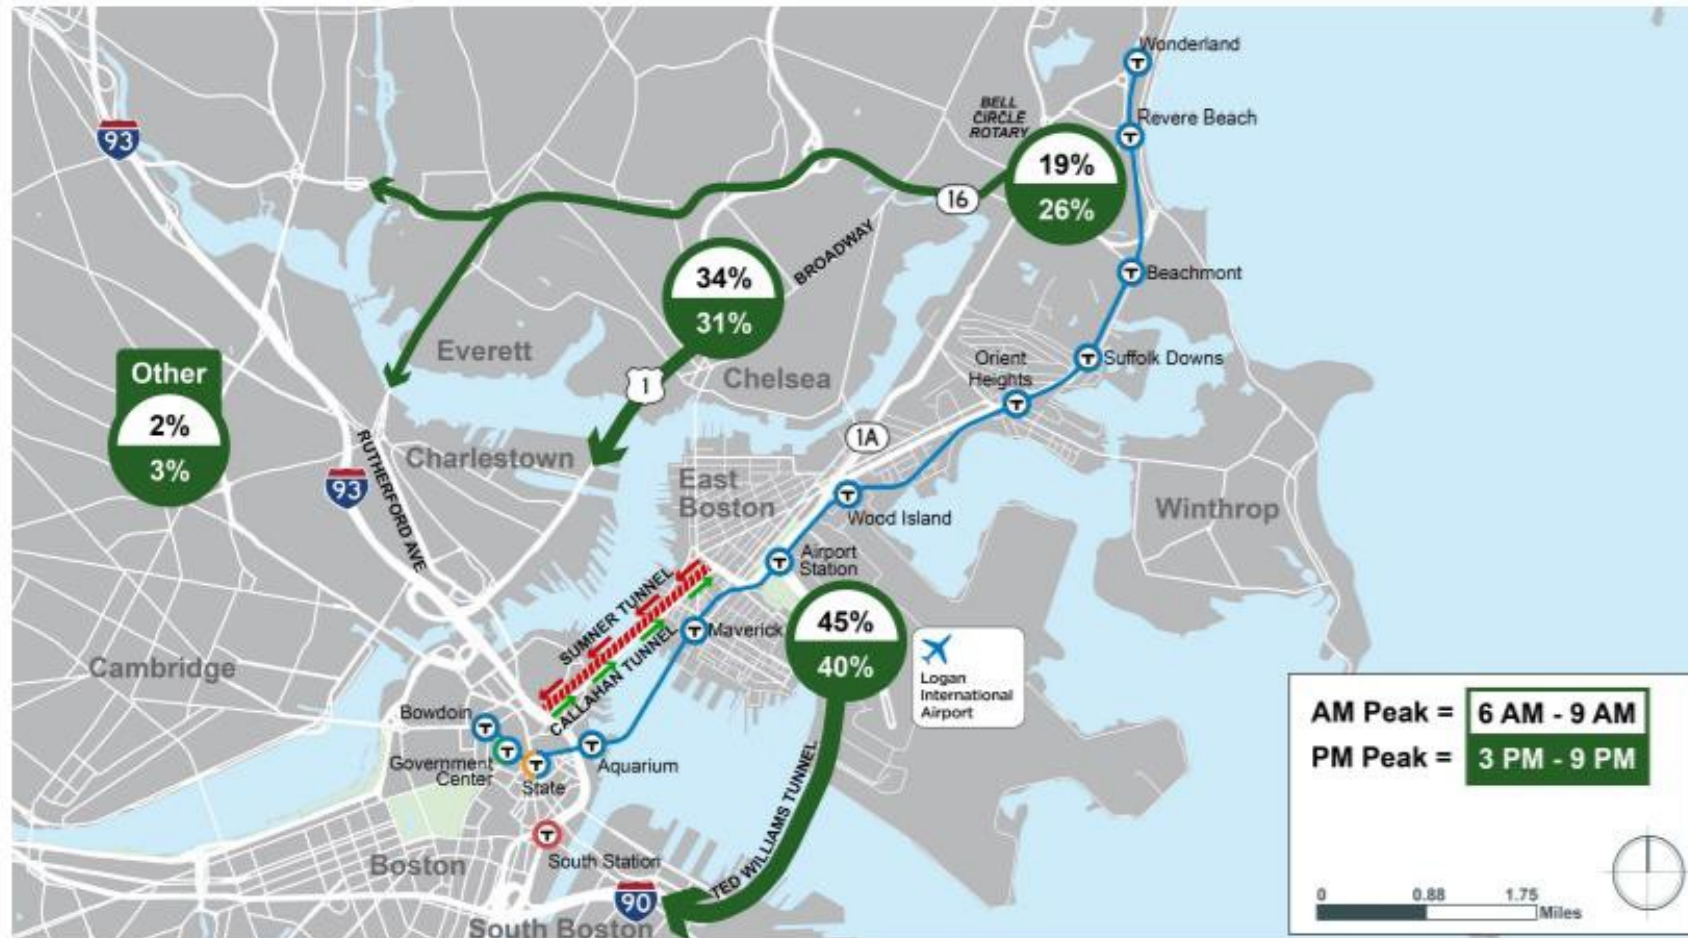 Wonderland
93
BELL
CIRCLE
ROTARY
Revere Beach
19%
26%
16
BROADWAY
34%
31%
Beachmont
Everett
Orient
Heights
Suffolk Downs
Other
2%
3%
1
Chelsea
1A
RUTHERFORD AVE
Charlestown
93
East
Boston
Wood Island
Winthrop
Airport
Station
SUMNER TUNNEL
CALLAHAN TUNNEL
Maverick
45%
40%
Logan
International
Airport
Cambridge
Bowdoin
Government
Center
State
Aquarium
TED WILLIAMS TUNNEL
Boston
South Station
90
South Boston
AM Peak = 6 AM - 9 AM
PM Peak = 3 PM - 9 PM
0 0.88 1.75
Miles
T
T
T
T
T
T
T
T
T
T
T
T
T